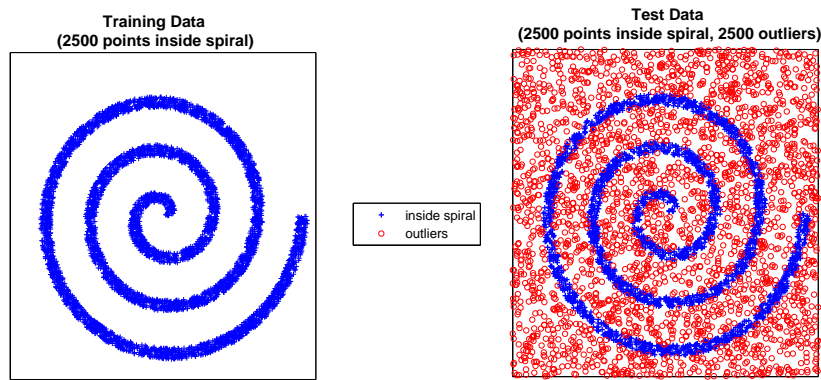 Training Data
(2500 points inside spiral)
Test Data
(2500 points inside spiral, 2500 outliers)
inside spiral
outliers